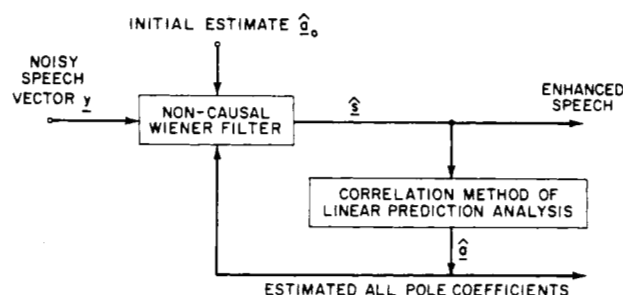 INITIAL ESTIMATE â₀
NOISY
SPEECH
VECTOR y
NON-CAUSAL
WIENER FILTER
ŝ
ENHANCED
SPEECH
CORRELATION METHOD OF
LINEAR PREDICTION ANALYSIS
â
ESTIMATED ALL POLE COEFFICIENTS